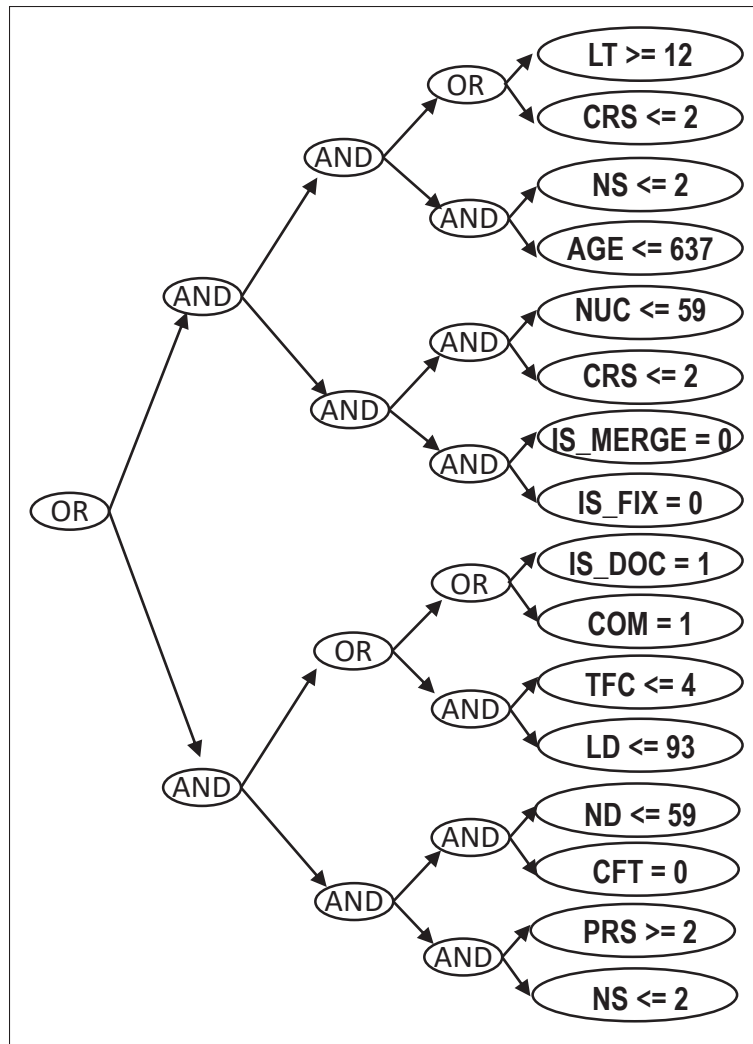 LT >= 12
OR
CRS <= 2
AND
NS <= 2
AND
AGE <= 637
AND
NUC <= 59
AND
CRS <= 2
AND
IS_MERGE = 0
AND
IS_FIX = 0
OR
IS_DOC = 1
OR
COM = 1
OR
TFC <= 4
AND
LD <= 93
AND
ND <= 59
AND
CFT = 0
AND
PRS >= 2
AND
NS <= 2